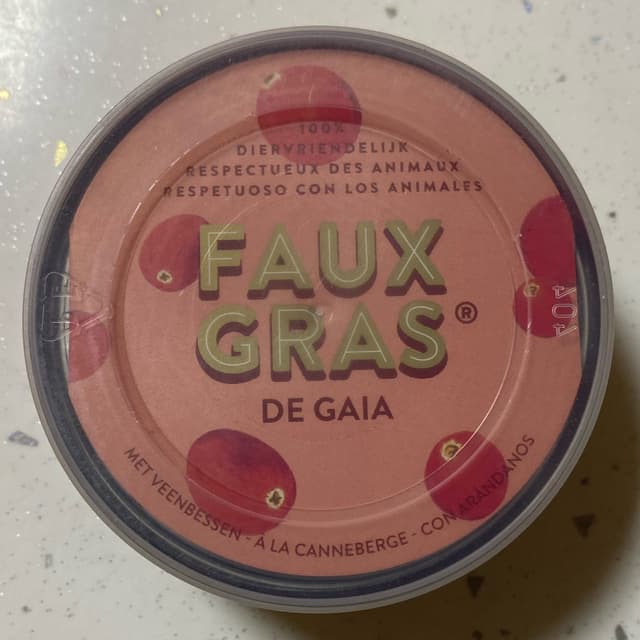 100%
DIERVRIENDELIJK
RESPECTUEUX DES ANIMAUX
RESPETUOSO CON LOS ANIMALES
FAUX
GRAS®
DE GAIA
MET VEENBESSEN - À LA CANNEBERGE - CON ARÁNDANOS
404